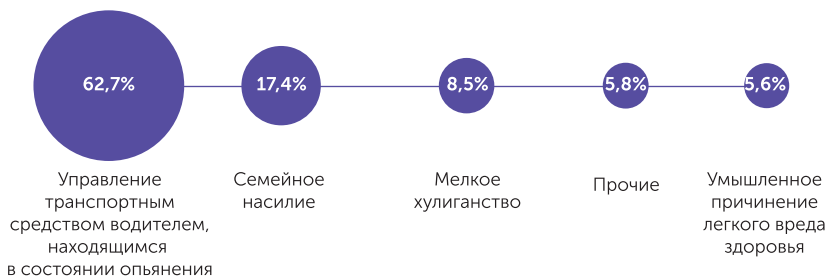 62,7%
17,4%
8,5%
5,8%
5,6%
Управление
транспортным
средством водителем,
находящимся
в состоянии опьянения
Семейное
насилие
Мелкое
хулиганство
Прочие
Умышленное
причинение
легкого вреда
здоровья